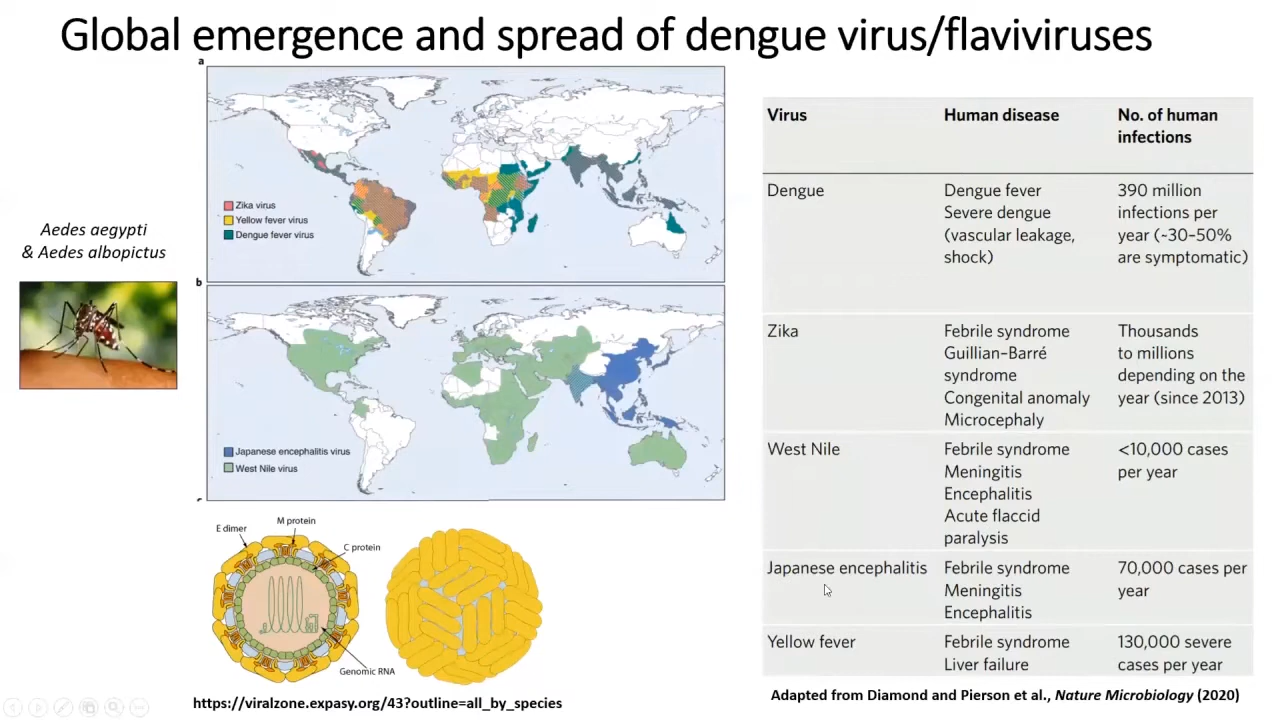 Global emergence and spread of dengue virus/flaviviruses
Aedes aegypti
& Aedes albopictus
a
Zika virus
Yellow fever virus
Dengue fever virus
b
Japanese encephalitis virus
West Nile virus
E dimer
M protein
C protein
Genomic RNA
https://viralzone.expasy.org/43?outline=all_by_species
Virus Human disease No. of human
infections
Dengue Dengue fever 390 million
Severe dengue infections per
(vascular leakage, year (~30–50%
shock) are symptomatic)
Zika Febrile syndrome Thousands
Guillian–Barré to millions
syndrome depending on the
Congenital anomaly year (since 2013)
Microcephaly
West Nile Febrile syndrome <10,000 cases
Meningitis per year
Encephalitis
Acute flaccid
paralysis
Japanese encephalitis Febrile syndrome 70,000 cases per
Meningitis year
Encephalitis
Yellow fever Febrile syndrome 130,000 severe
Liver failure cases per year
Adapted from Diamond and Pierson et al., Nature Microbiology (2020)